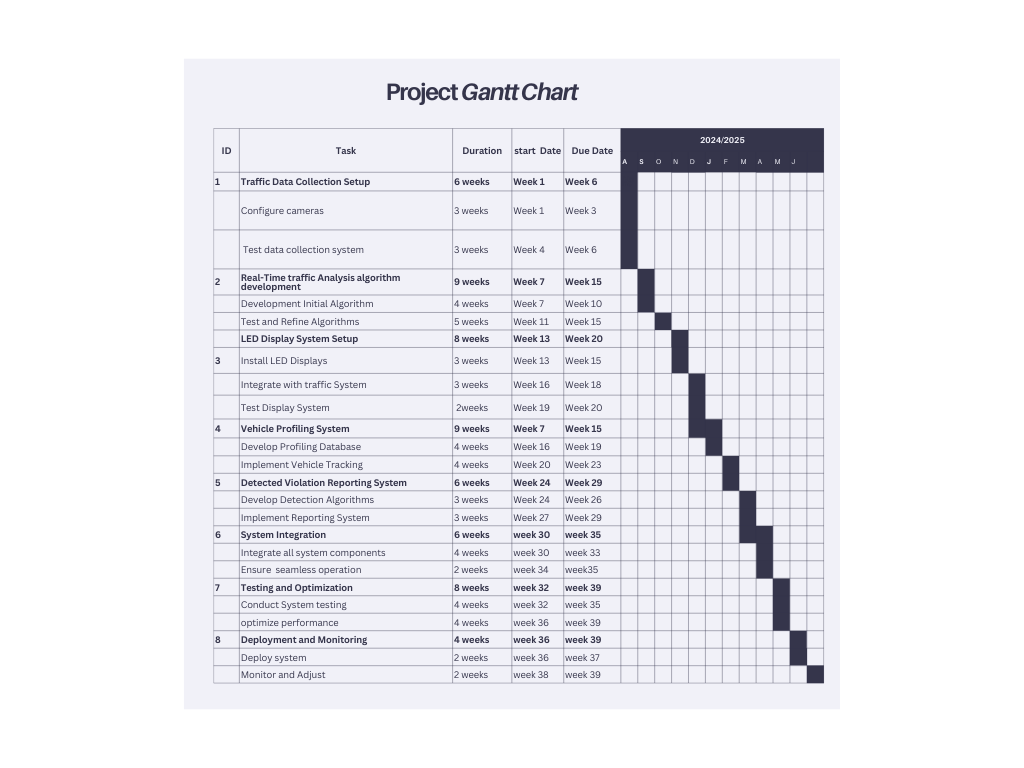 Project Gantt Chart
ID Task Duration start Date Due Date 2024/2025
A S O N D J F M A M J
1 Traffic Data Collection Setup 6 weeks Week 1 Week 6
Configure cameras 3 weeks Week 1 Week 3
Test data collection system 3 weeks Week 4 Week 6
2 Real-Time traffic Analysis algorithm development 9 weeks Week 7 Week 15
Development Initial Algorithm 4 weeks Week 7 Week 10
Test and Refine Algorithms 5 weeks Week 11 Week 15
LED Display System Setup 8 weeks Week 13 Week 20
3 Install LED Displays 3 weeks Week 13 Week 15
Integrate with traffic System 3 weeks Week 16 Week 18
Test Display System 2weeks Week 19 Week 20
4 Vehicle Profiling System 9 weeks Week 7 Week 15
Develop Profiling Database 4 weeks Week 16 Week 19
Implement Vehicle Tracking 4 weeks Week 20 Week 23
5 Detected Violation Reporting System 6 weeks Week 24 Week 29
Develop Detection Algorithms 3 weeks Week 24 Week 26
Implement Reporting System 3 weeks Week 27 Week 29
6 System Integration 6 weeks week 30 week 35
Integrate all system components 4 weeks week 30 week 33
Ensure seamless operation 2 weeks week 34 week35
7 Testing and Optimization 8 weeks week 32 week 39
Conduct System testing 4 weeks week 32 week 35
optimize performance 4 weeks week 36 week 39
8 Deployment and Monitoring 4 weeks week 36 week 39
Deploy system 2 weeks week 36 week 37
Monitor and Adjust 2 weeks week 38 week 39